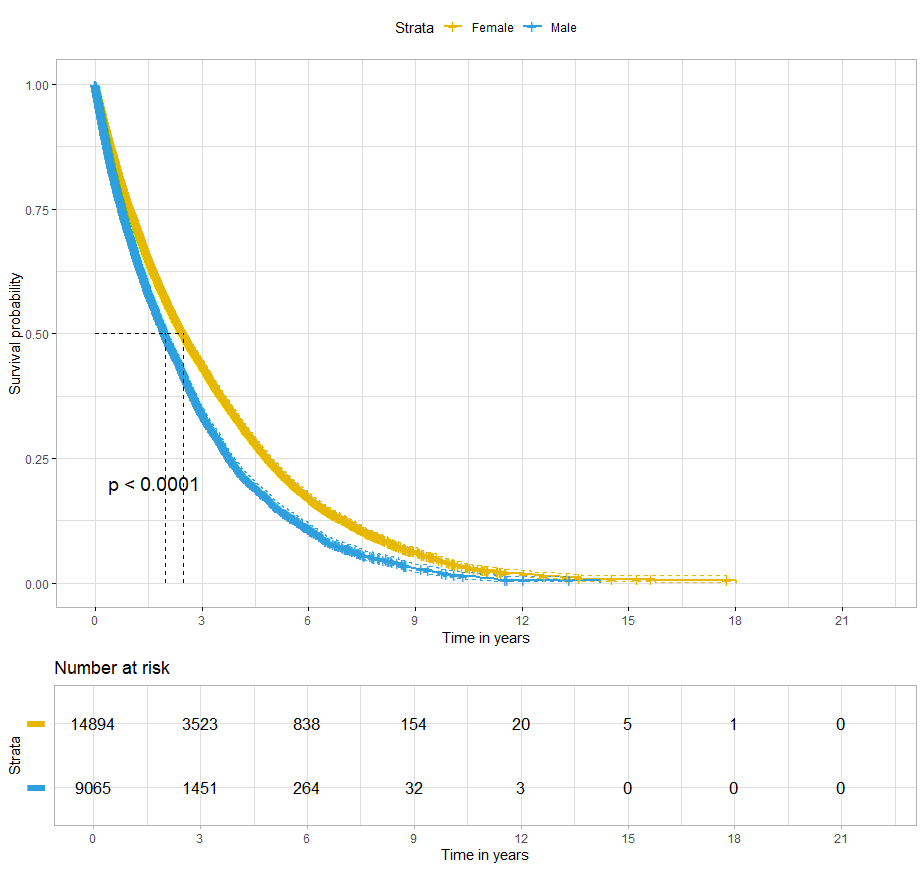 Strata Female Male
1.00
0.75
0.50
0.25
0.00
Survival probability
p < 0.0001
0 3 6 9 12 15 18 21
Time in years
Number at risk
Strata
14894 3523 838 154 20 5 1 0
9065 1451 264 32 3 0 0 0
0 3 6 9 12 15 18 21
Time in years